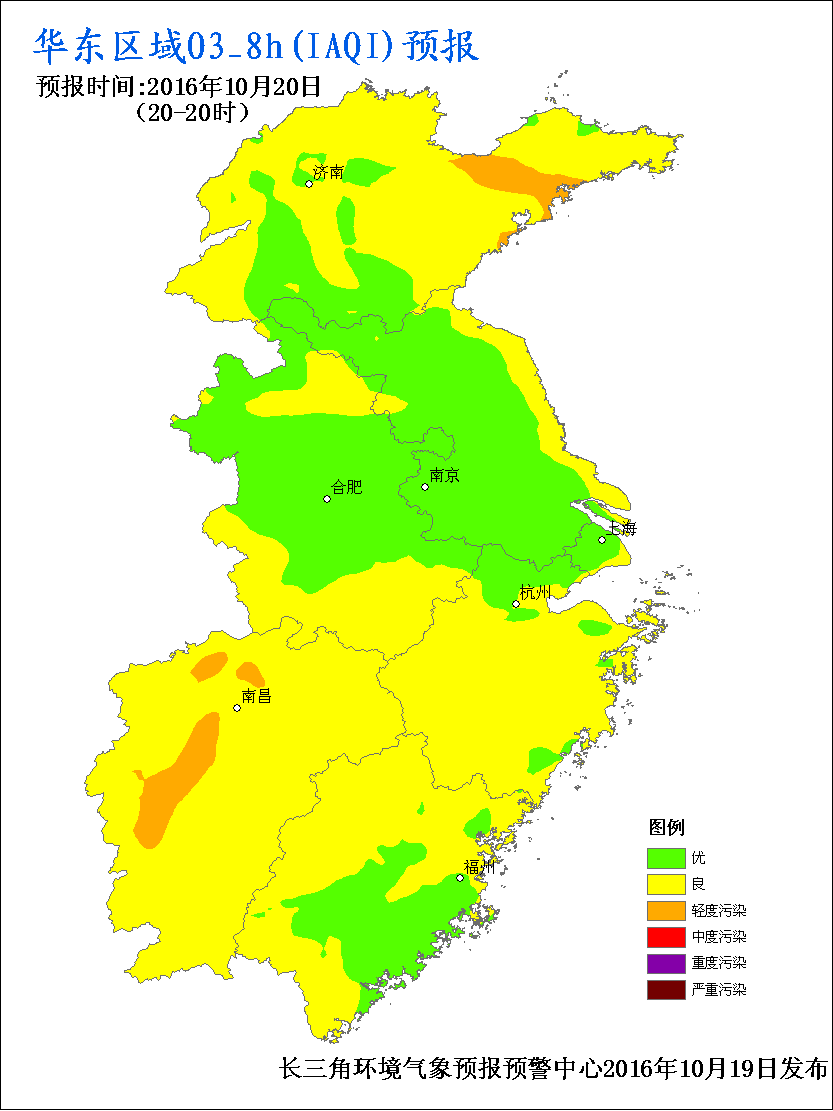 华东区域O3_8h(IAQI)预报
预报时间:2016年10月20日
(20-20时)
济南
合肥
南京
上海
杭州
南昌
福州
图例
优
良
轻度污染
中度污染
重度污染
严重污染
长三角环境气象预报预警中心2016年10月19日发布